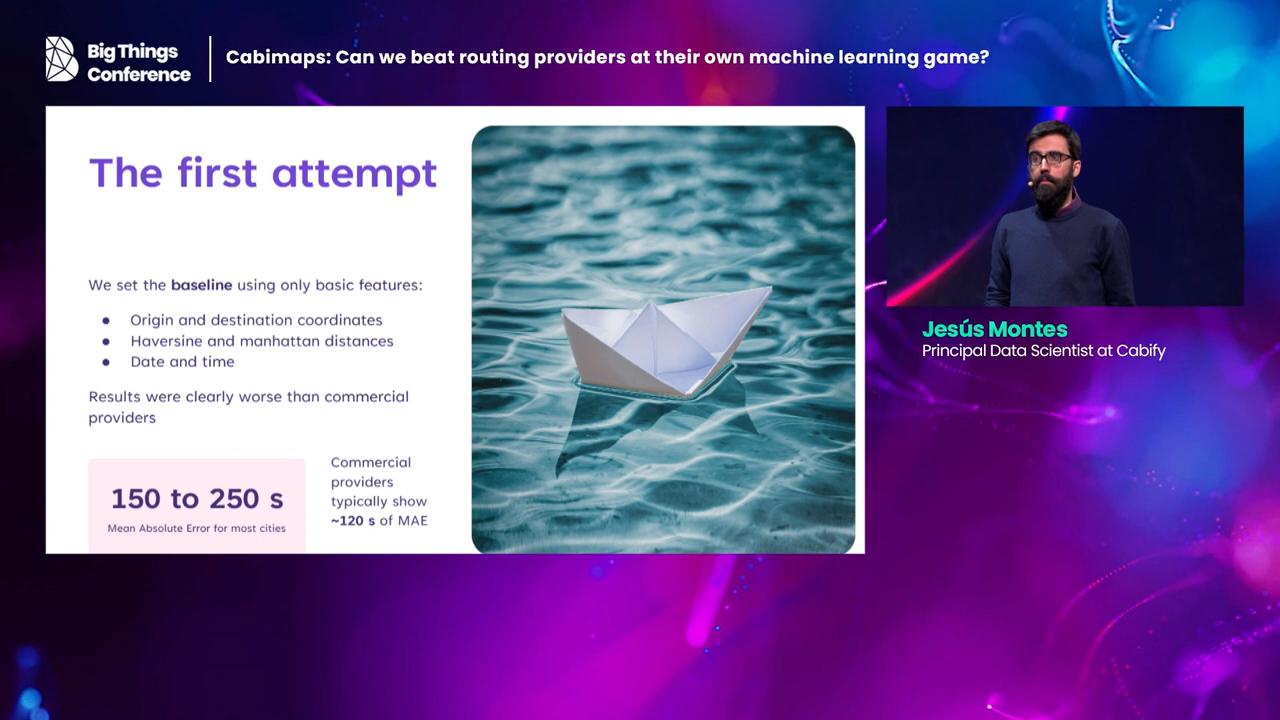 Big Things
Conference
Cabimaps: Can we beat routing providers at their own machine learning game?
The first attempt
We set the baseline using only basic features:
● Origin and destination coordinates
● Haversine and manhattan distances
● Date and time
Results were clearly worse than commercial
providers
150 to 250 s
Mean Absolute Error for most cities
Commercial
providers
typically show
~120 s of MAE
Jesús Montes
Principal Data Scientist at Cabify